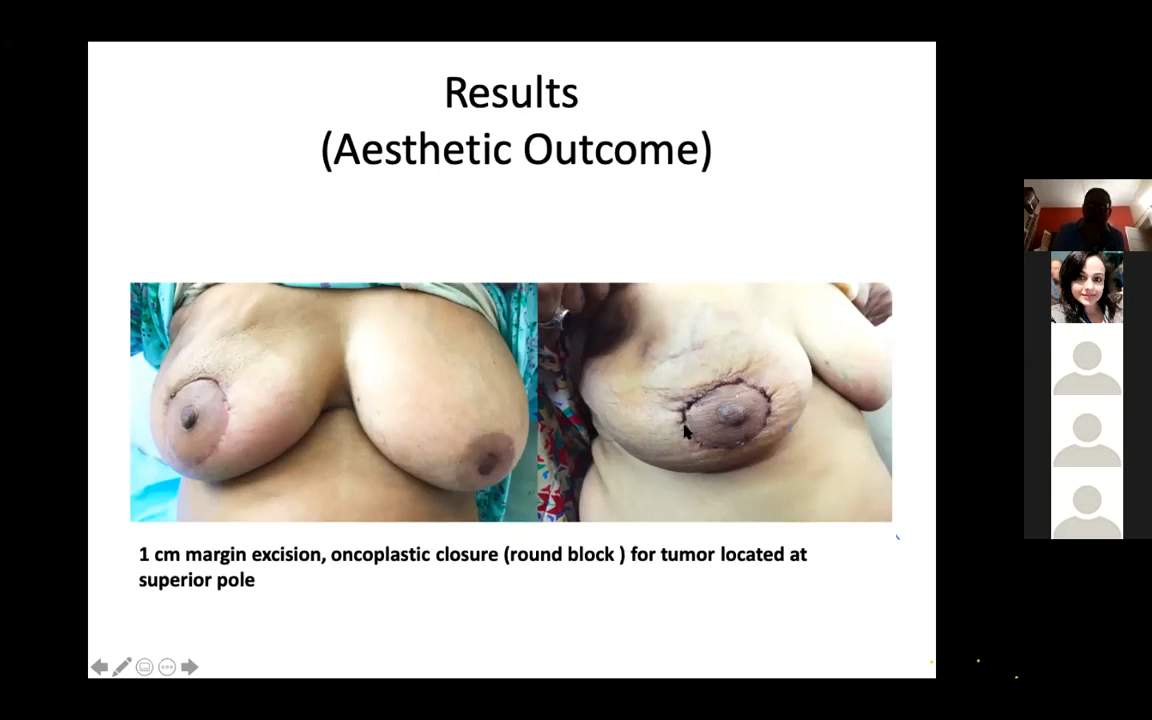 Results
(Aesthetic Outcome)
1 cm margin excision, oncoplastic closure (round block ) for tumor located at
superior pole